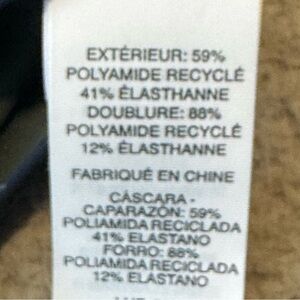 EXTÉRIEUR: 59%
POLYAMIDE RECYCLÉ
41% ÉLASTHANNE
DOUBLURE: 88%
POLYAMIDE RECYCLÉ
12% ÉLASTHANNE
FABRIQUÉ EN CHINE
CÁSCARA -
CAPARAZÓN: 59%
POLIAMIDA RECICLADA
41% ELASTANO
FORRO: 88%
POLIAMIDA RECICLADA
12% ELASTANO